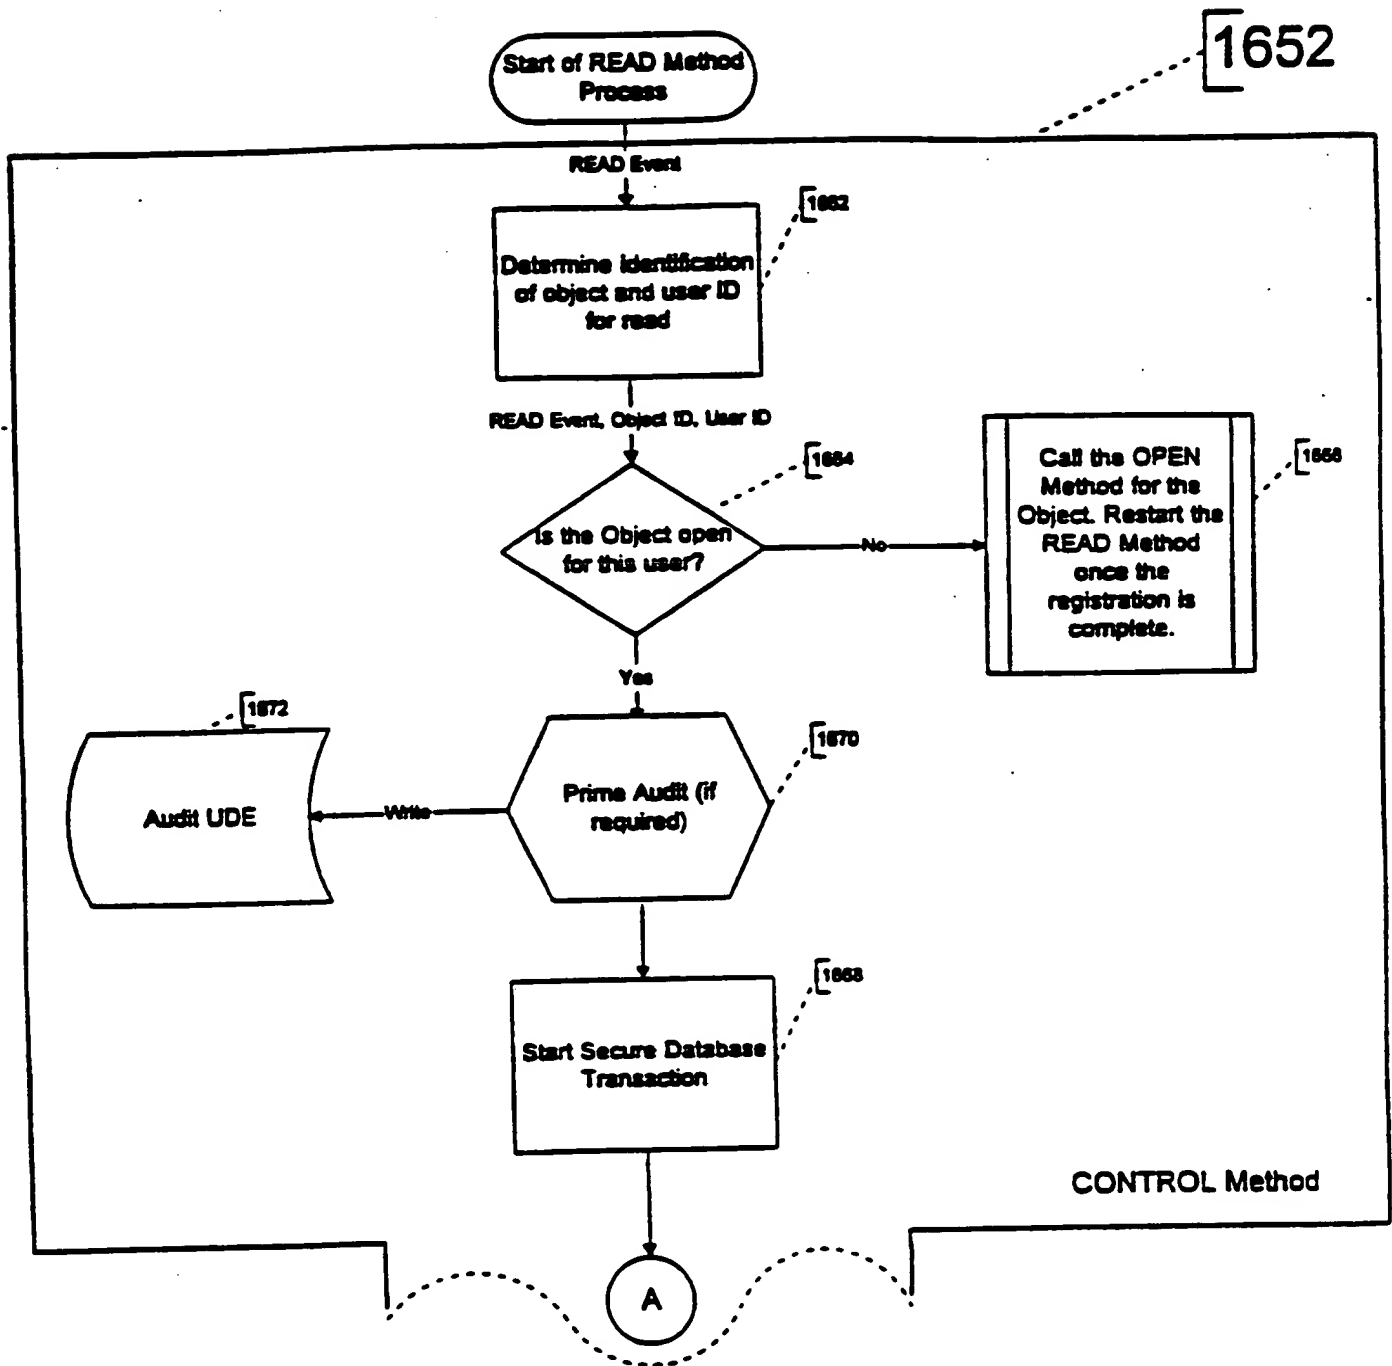 1652
Start of READ Method
Process
READ Event
1662
Determine identification
of object and user ID
for read
READ Event, Object ID, User ID
1664
Is the Object open
for this user?
No
Call the OPEN
Method for the
Object. Restart the
READ Method
once the
registration is
complete.
Yes
1672
1670
Audit UDE
Write
Prime Audit (if
required)
1668
Start Secure Database
Transaction
CONTROL Method
A